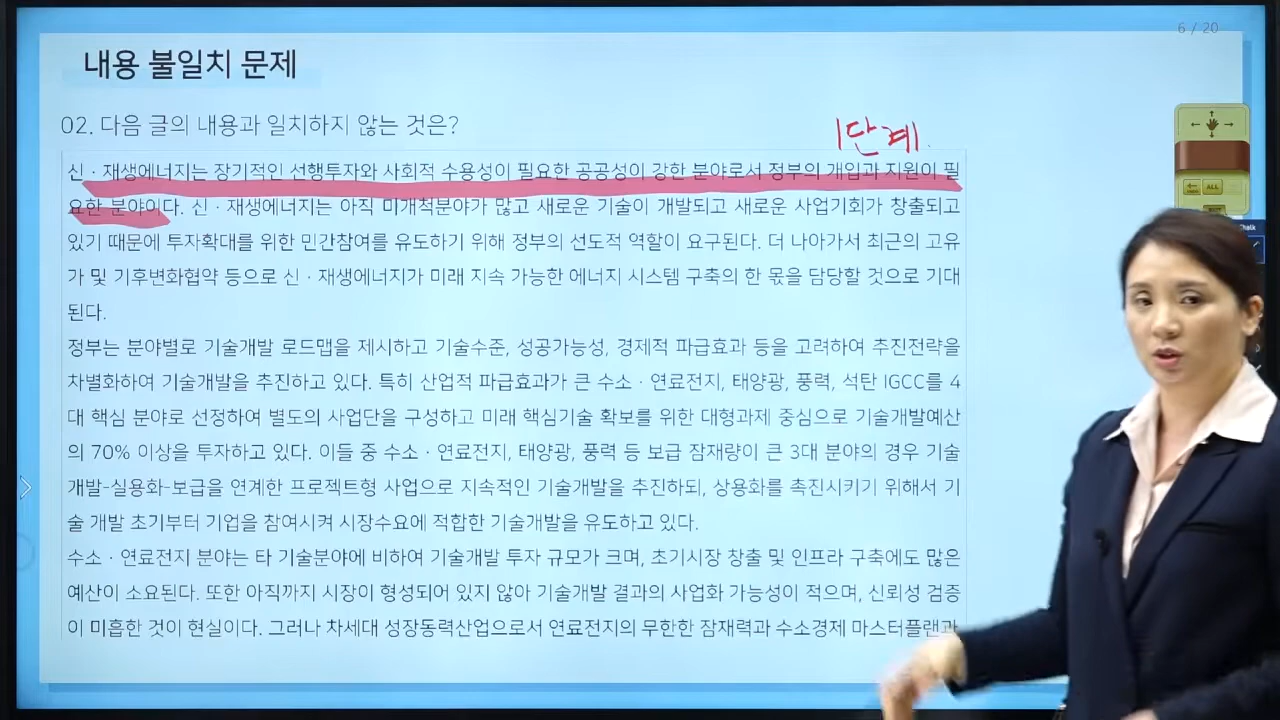 6 / 20
내용 불일치 문제
02. 다음 글의 내용과 일치하지 않는 것은?
1단계.
신 · 재생에너지는 장기적인 선행투자와 사회적 수용성이 필요한 공공성이 강한 분야로서 정부의 개입과 지원이 필
요한 분야이다. 신 · 재생에너지는 아직 미개척분야가 많고 새로운 기술이 개발되고 새로운 사업기회가 창출되고
있기 때문에 투자확대를 위한 민간참여를 유도하기 위해 정부의 선도적 역할이 요구된다. 더 나아가서 최근의 고유
가 및 기후변화협약 등으로 신 · 재생에너지가 미래 지속 가능한 에너지 시스템 구축의 한 몫을 담당할 것으로 기대
된다.
정부는 분야별로 기술개발 로드맵을 제시하고 기술수준, 성공가능성, 경제적 파급효과 등을 고려하여 추진전략을
차별화하여 기술개발을 추진하고 있다. 특히 산업적 파급효과가 큰 수소 · 연료전지, 태양광, 풍력, 석탄 IGCC를 4
대 핵심 분야로 선정하여 별도의 사업단을 구성하고 미래 핵심기술 확보를 위한 대형과제 중심으로 기술개발예산
의 70% 이상을 투자하고 있다. 이들 중 수소 · 연료전지, 태양광, 풍력 등 보급 잠재량이 큰 3대 분야의 경우 기술
개발-실용화-보급을 연계한 프로젝트형 사업으로 지속적인 기술개발을 추진하되, 상용화를 촉진시키기 위해서 기
술 개발 초기부터 기업을 참여시켜 시장수요에 적합한 기술개발을 유도하고 있다.
수소 · 연료전지 분야는 타 기술분야에 비하여 기술개발 투자 규모가 크며, 초기시장 창출 및 인프라 구축에도 많은
예산이 소요된다. 또한 아직까지 시장이 형성되어 있지 않아 기술개발 결과의 사업화 가능성이 적으며, 신뢰성 검증
이 미흡한 것이 현실이다. 그러나 차세대 성장동력산업으로서 연료전지의 무한한 잠재력과 수소경제 마스터플랜과
ALL
Chalk